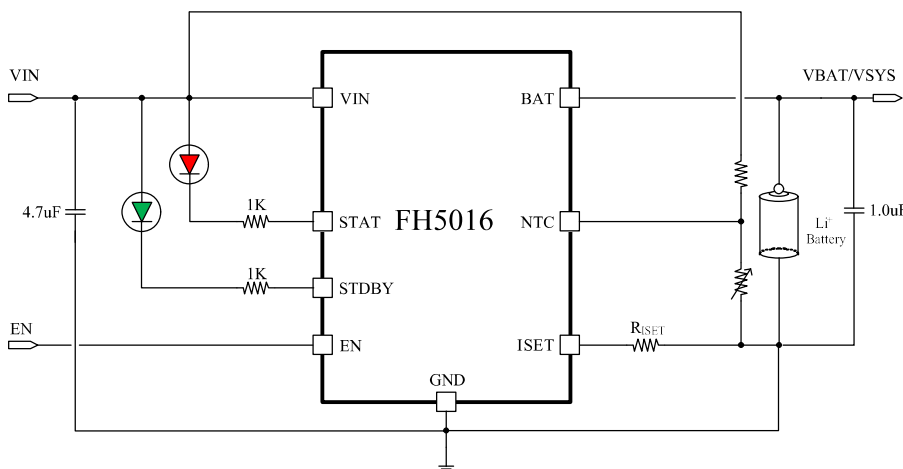 VIN
VBAT/VSYS
VIN
BAT
4.7uF
1K
STAT
FH5016
NTC
Li+
Battery
1.0uF
1K
STDBY
EN
EN
ISET
RISET
GND